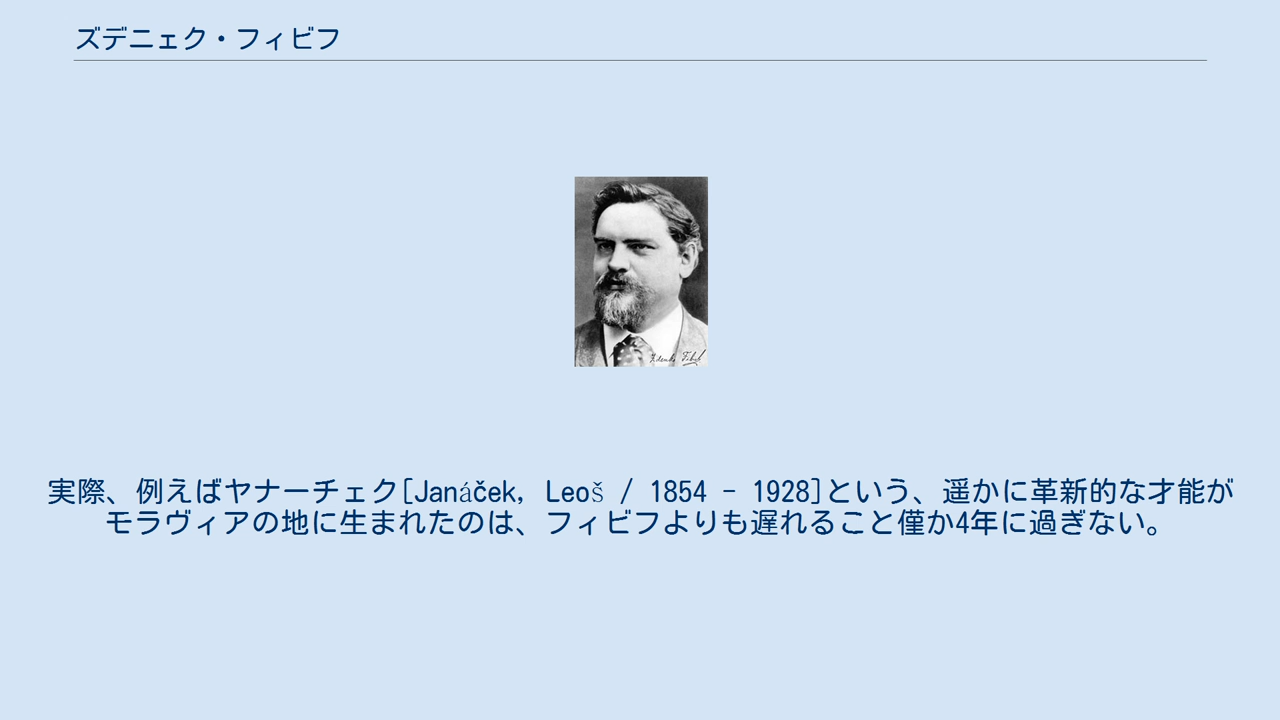 ズデニェク・フィビフ
Zdenko Fibich
実際、例えばヤナーチェク[Janáček, Leoš / 1854 - 1928]という、遥かに革新的な才能が
モラヴィアの地に生まれたのは、フィビフよりも遅れること僅か4年に過ぎない。